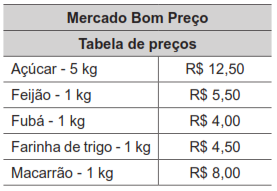 Mercado Bom Preço
Tabela de preços
Açúcar - 5 kg R$ 12,50
Feijão - 1 kg R$ 5,50
Fubá - 1 kg R$ 4,00
Farinha de trigo - 1 kg R$ 4,50
Macarrão - 1 kg R$ 8,00